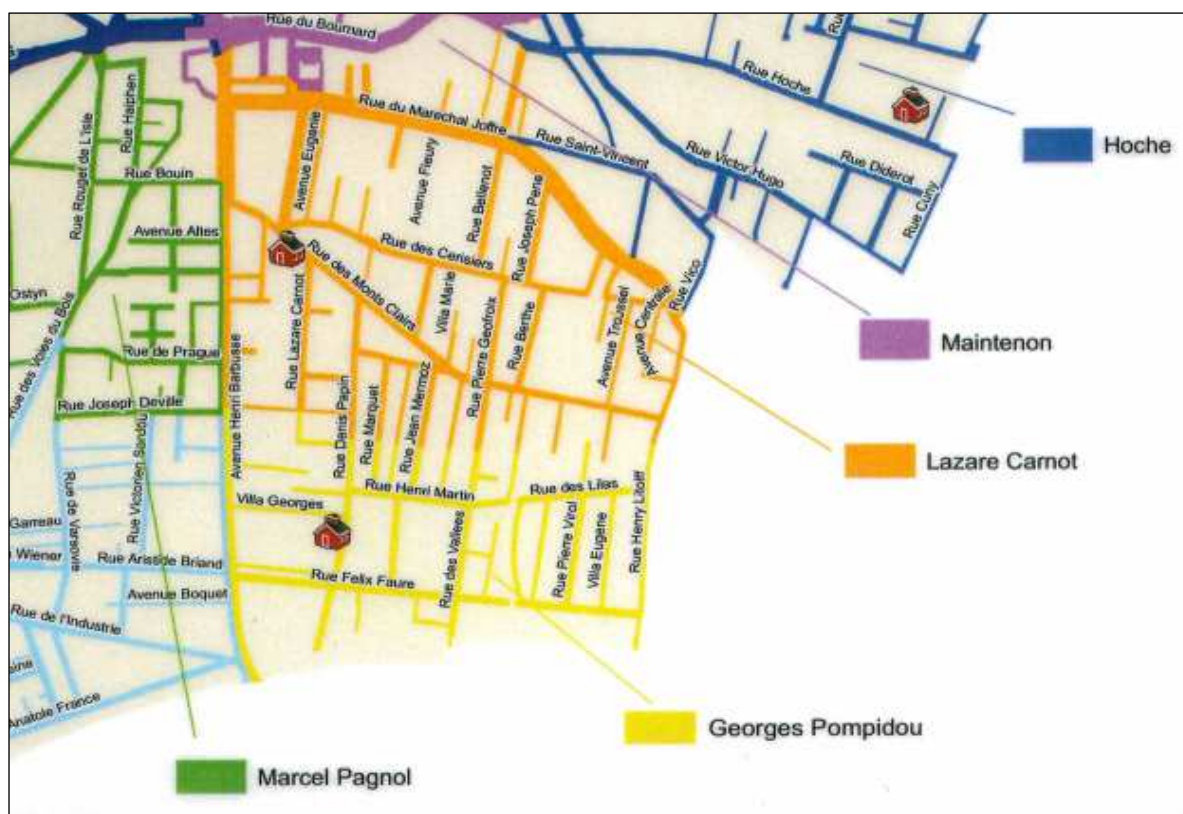 Rue du Bournard
Rue Hoche
Rue Halphen
Rue Rouget de L'Isle
Rue Bouin
Avenue Altes
Ostyn
Rue des Voies du Bois
Rue de Prague
Rue Joseph Deville
Avenue Henri Barbusse
Avenue Eugenie
Rue du Marechal Joffre
Avenue Fleury
Rue Bellenot
Rue Joseph Pene
Rue Saint-Vincent
Rue Victor Hugo
Rue Diderot
Rue Cuny
Hoche
Rue des Cerisiers
Rue des Monts Clairs
Rue Lazare Carnot
Villa Marie
Rue Pierre Geofroix
Rue Berthe
Avenue Troussel
Avenue Centrale
Rue Vico
Maintenon
Rue Denis Papin
Rue Marquet
Rue Jean Mermoz
Lazare Carnot
Rue Henri Martin
Rue des Lilas
Villa Georges
Rue Victorien Sardou
Rue de Varsovie
Garreau
Wiener
Rue Aristide Briand
Avenue Boquet
Rue de l'Industrie
Anatole France
Rue Felix Faure
Rue des Vallees
Rue Pierre Virol
Villa Eugene
Rue Henry Litolff
Georges Pompidou
Marcel Pagnol